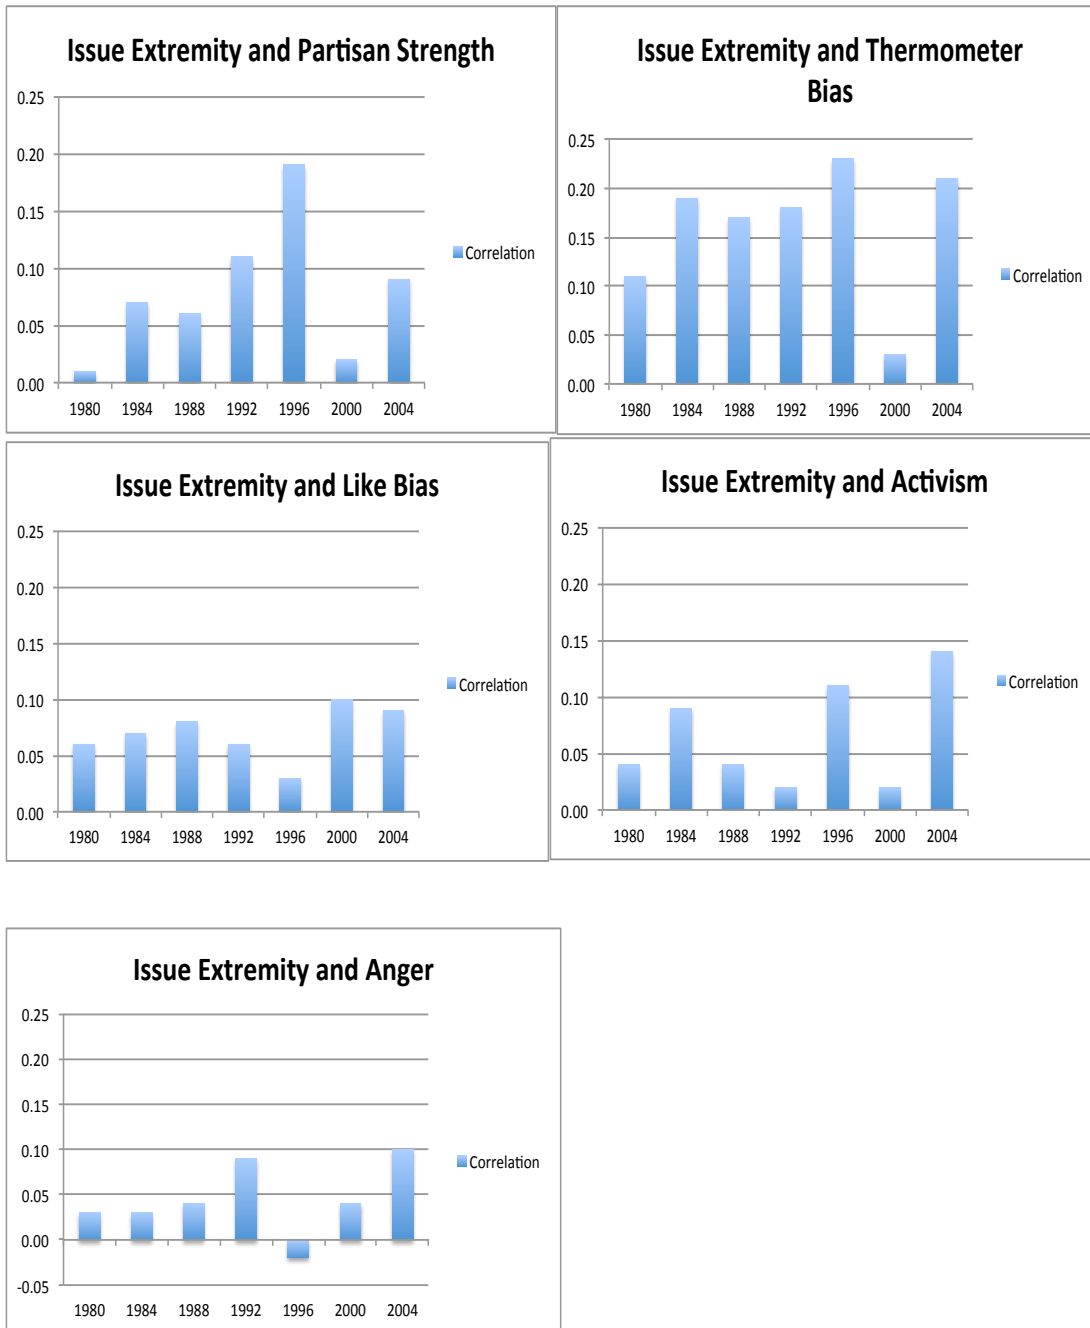 Issue Extremity and Partisan Strength
0.25
0.20
0.15
0.10
0.05
0.00
1980 1984 1988 1992 1996 2000 2004
Correlation
Issue Extremity and Thermometer
Bias
0.25
0.20
0.15
0.10
0.05
0.00
1980 1984 1988 1992 1996 2000 2004
Correlation
Issue Extremity and Like Bias
0.25
0.20
0.15
0.10
0.05
0.00
1980 1984 1988 1992 1996 2000 2004
Correlation
Issue Extremity and Activism
0.25
0.20
0.15
0.10
0.05
0.00
1980 1984 1988 1992 1996 2000 2004
Correlation
Issue Extremity and Anger
0.25
0.20
0.15
0.10
0.05
0.00
-0.05
1980 1984 1988 1992 1996 2000 2004
Correlation